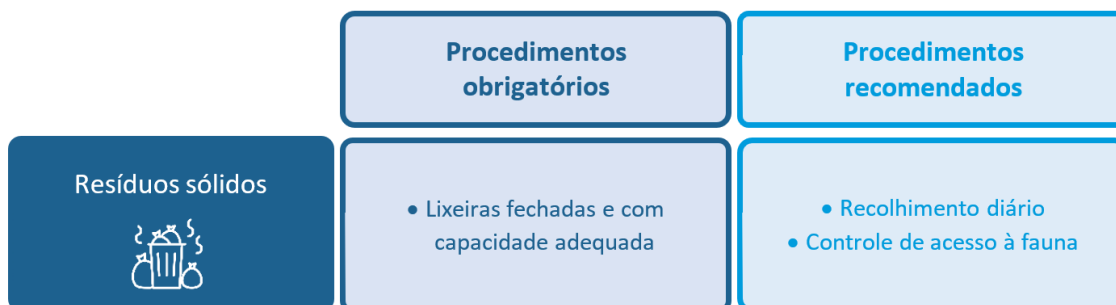 Procedimentos
obrigatórios
Procedimentos
recomendados
Resíduos sólidos
• Lixeiras fechadas e com
capacidade adequada
• Recolhimento diário
• Controle de acesso à fauna